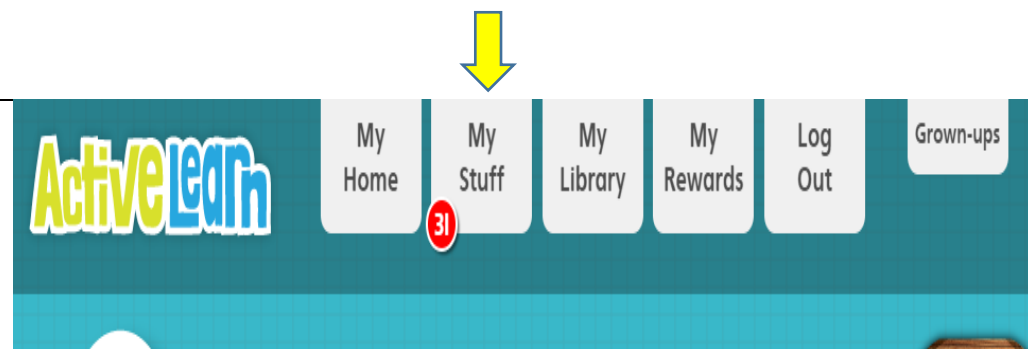 ActiveLearn
My Home
My Stuff
My Library
My Rewards
Log Out
Grown-ups
31